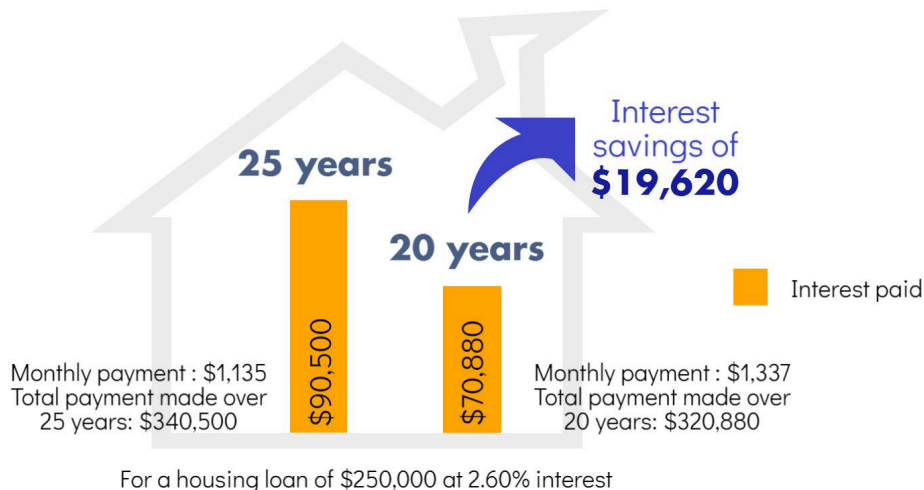 Interest
savings of
$19,620
25 years
20 years
Interest paid
$90,500
$70,880
Monthly payment : $1,135
Total payment made over
25 years: $340,500
Monthly payment : $1,337
Total payment made over
20 years: $320,880
For a housing loan of $250,000 at 2.60% interest